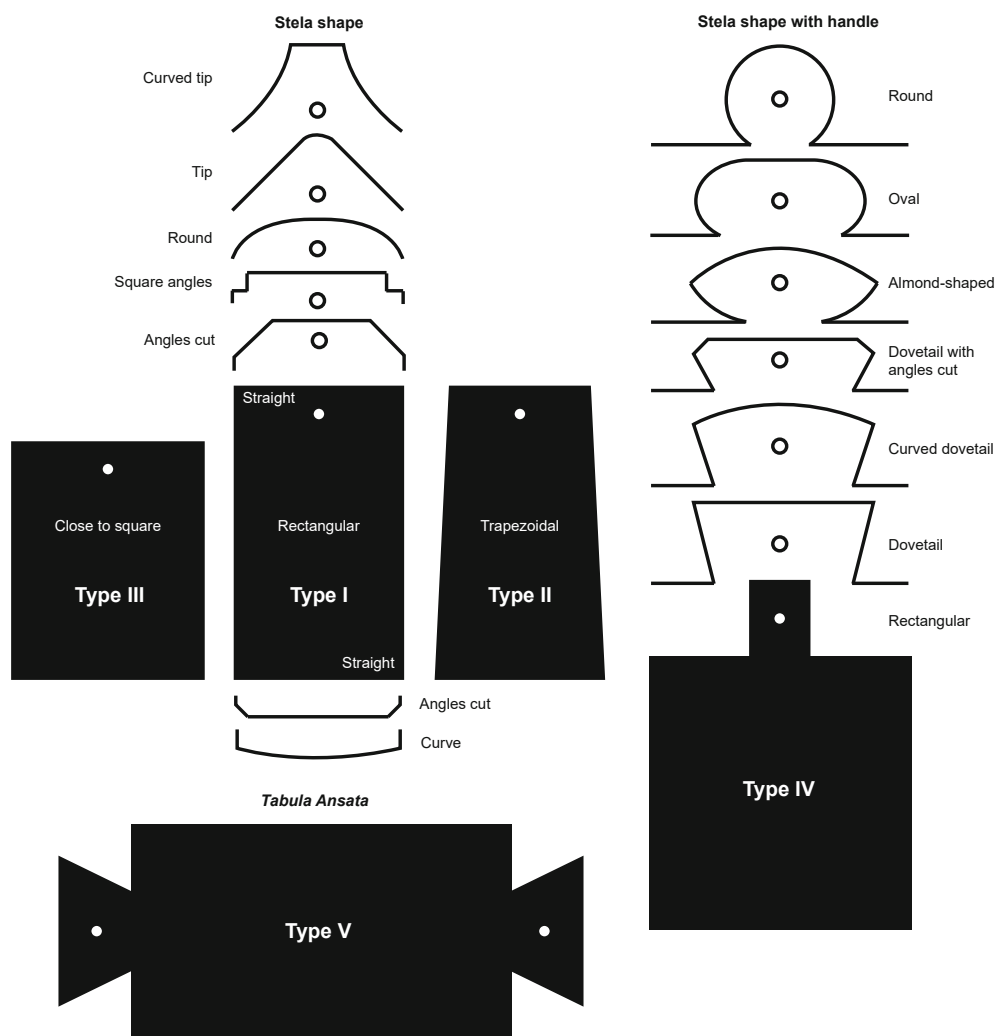 Stela shape
Curved tip
Tip
Round
Square angles
Angles cut
Straight
Close to square
Type III
Rectangular
Type I
Straight
Trapezoidal
Type II
Angles cut
Curve
Stela shape with handle
Round
Oval
Almond-shaped
Dovetail with
angles cut
Curved dovetail
Dovetail
Rectangular
Type IV
Tabula Ansata
Type V